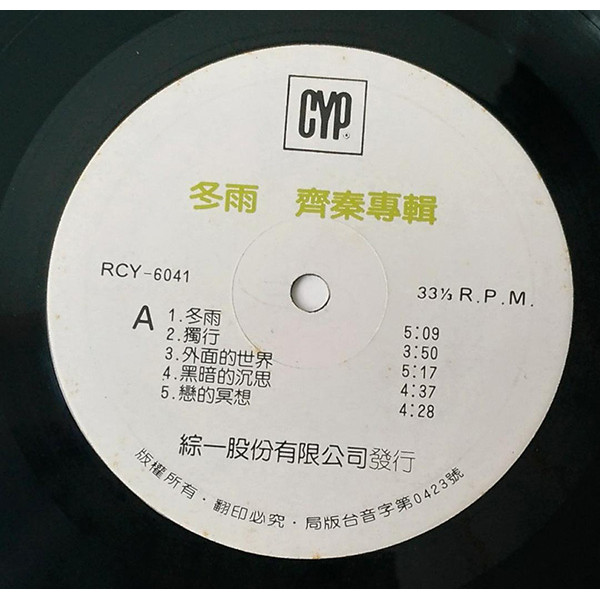 CYP
冬雨 齊秦專輯
RCY-6041
33⅓ R.P.M.
A
1.冬雨 5:09
2.獨行 3:50
3.外面的世界 5:17
4.黑暗的沉思 4:37
5.戀的冥想 4:28
綜一股份有限公司發行
版權所有・翻印必究・局版台音字第0423號